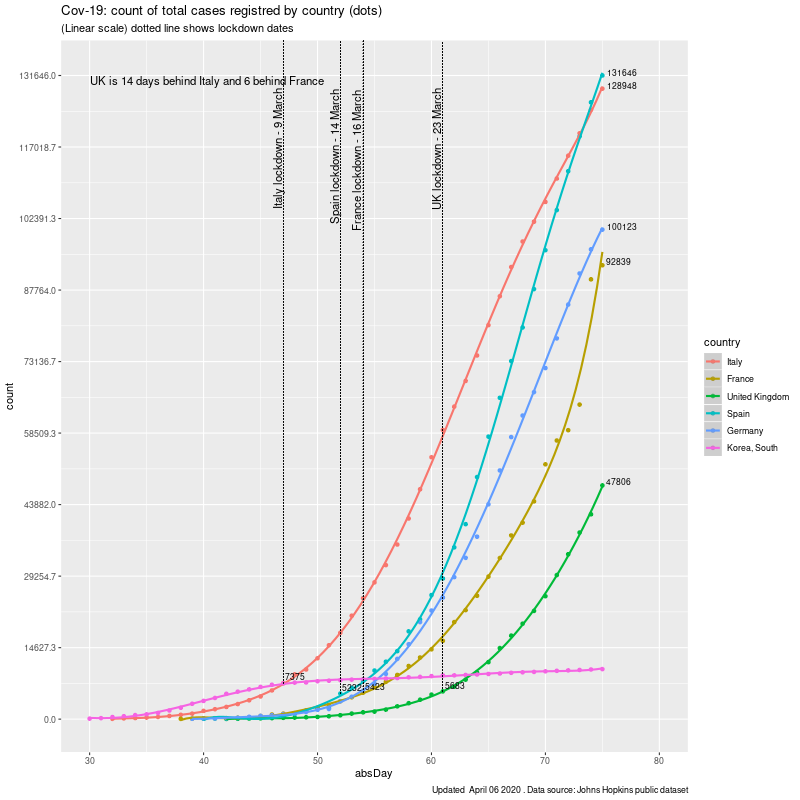 Cov-19: count of total cases registred by country (dots)
(Linear scale) dotted line shows lockdown dates
UK is 14 days behind Italy and 6 behind France
131646.0
117018.7
102391.3
87764.0
73136.7
58509.3
43882.0
29254.7
14627.3
0.0
count
Italy lockdown - 9 March
Spain lockdown - 14 March
France lockdown - 16 March
UK lockdown - 23 March
131646
128948
100123
92839
47806
7375
5232
5423
5683
30
40
50
60
70
80
absDay
country
Italy
France
United Kingdom
Spain
Germany
Korea, South
Updated April 06 2020 . Data source: Johns Hopkins public dataset